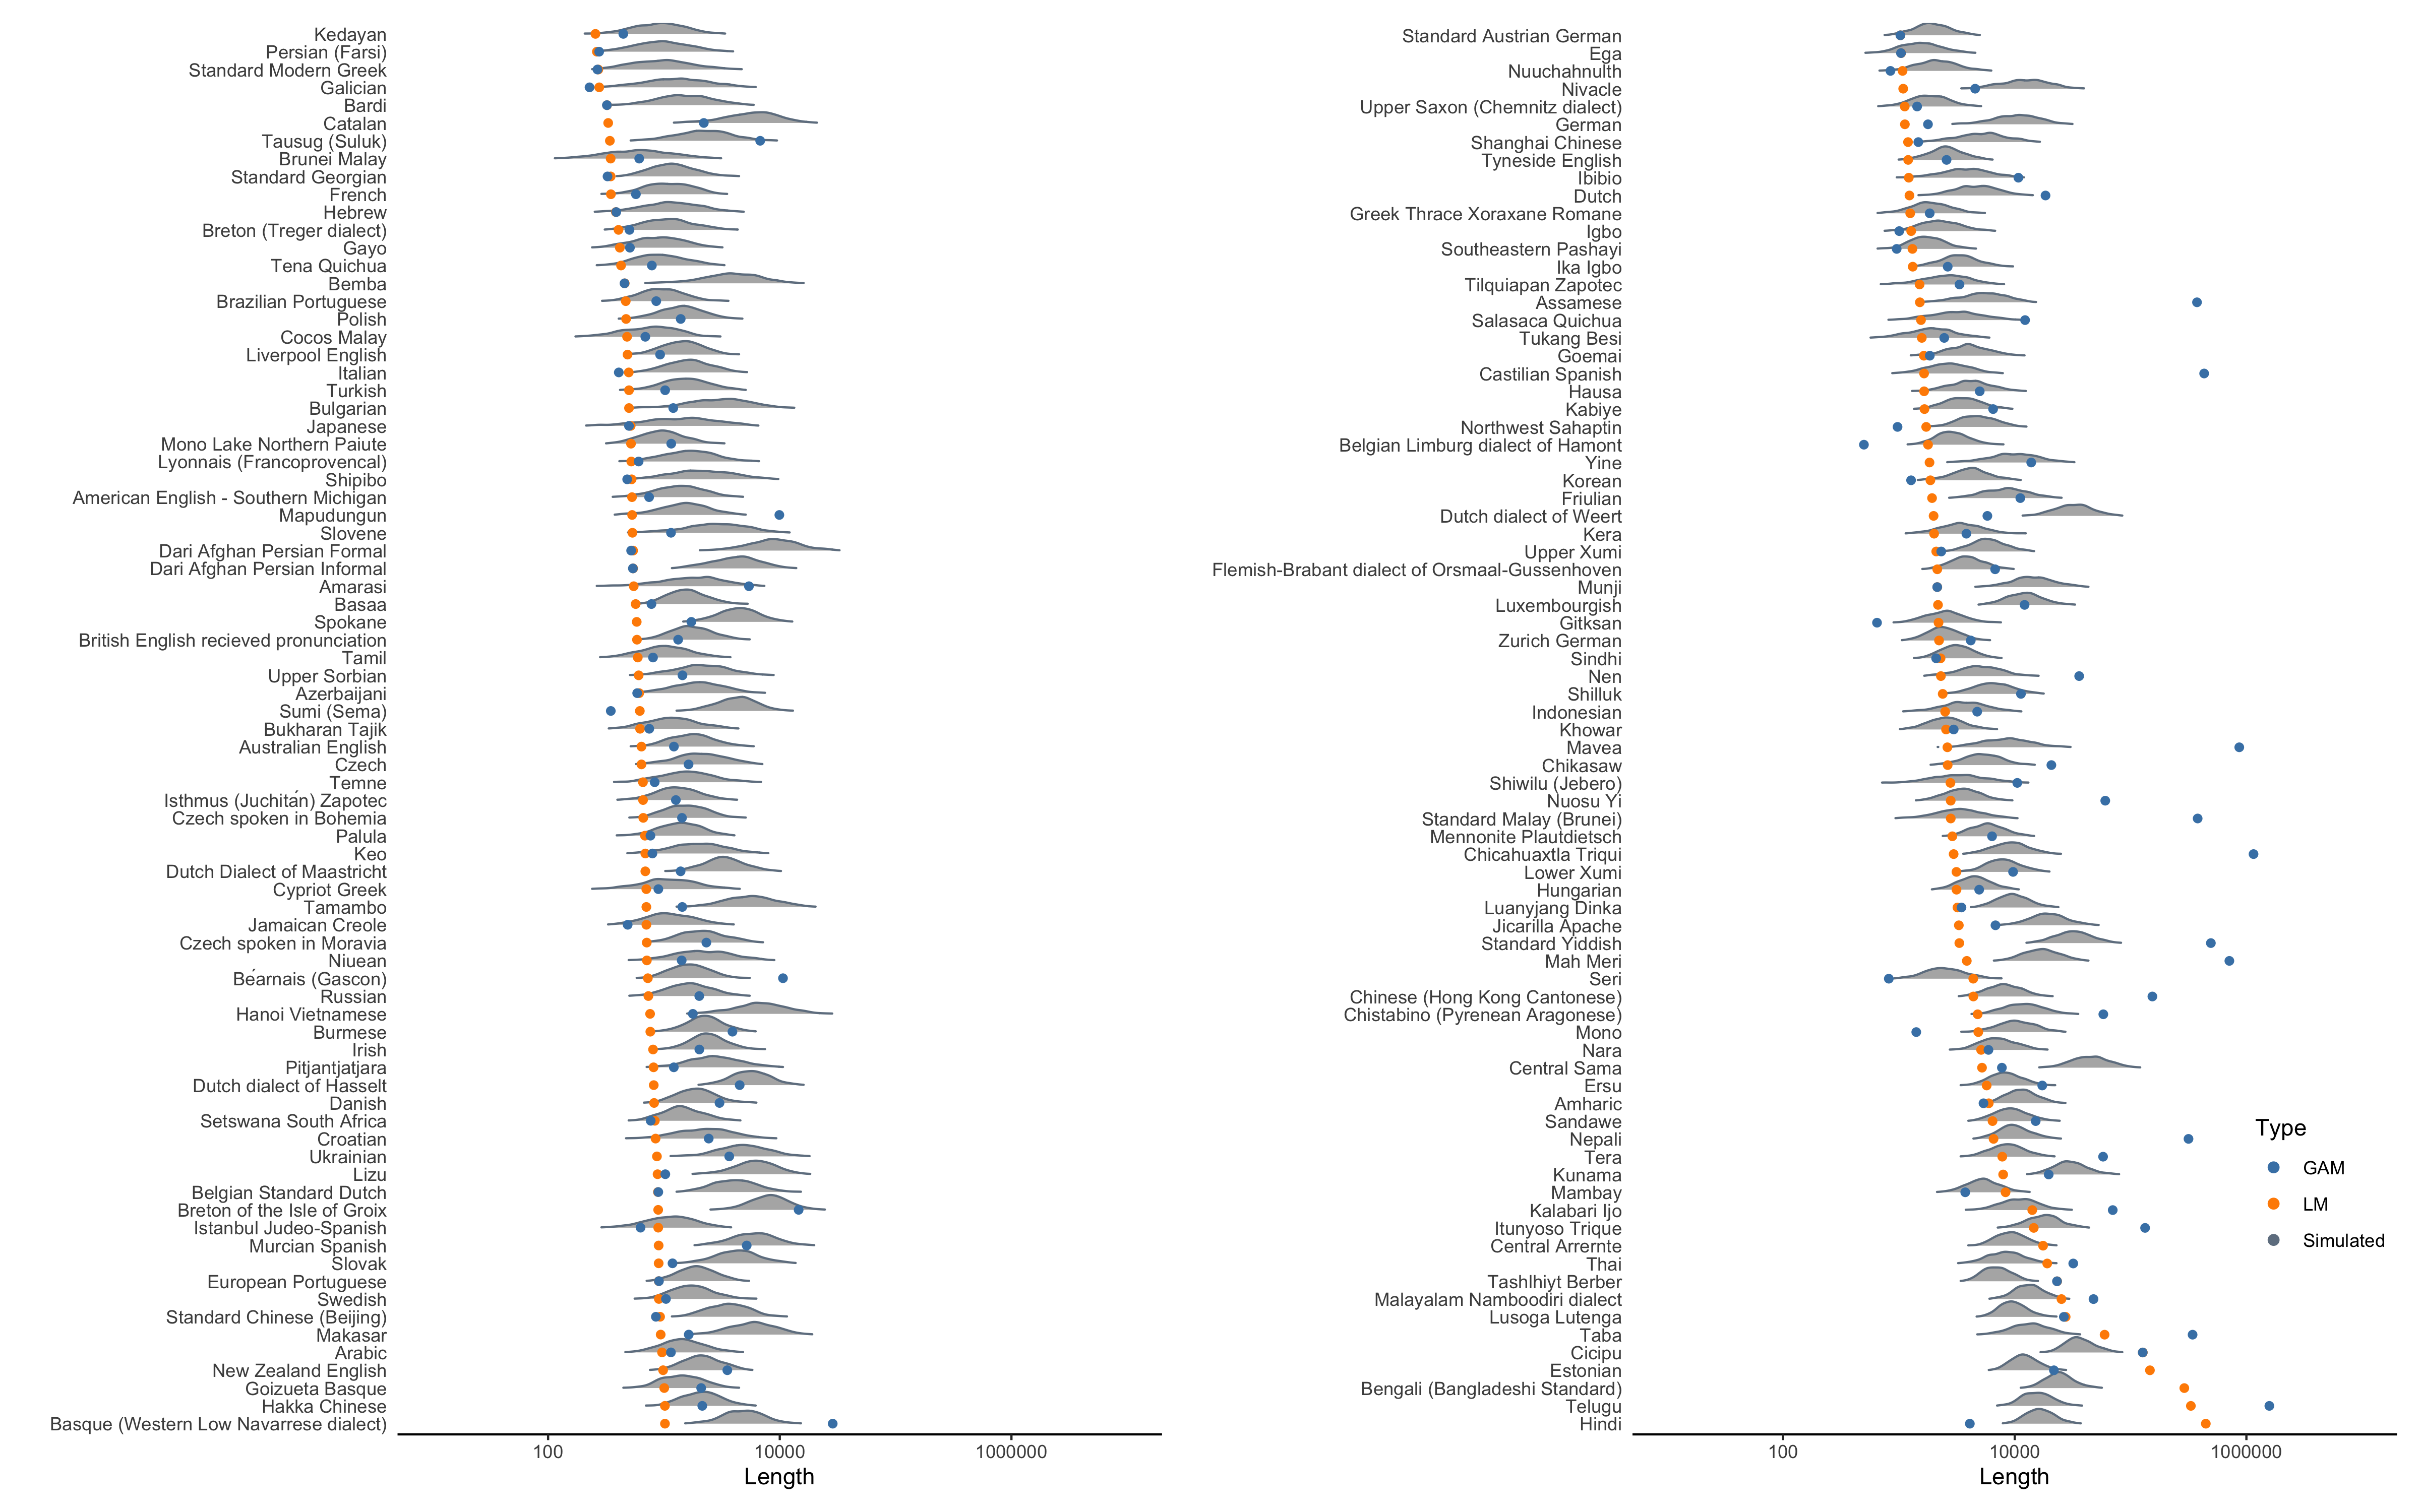 Kedayan
Persian (Farsi)
Standard Modern Greek
Galician
Bardi
Catalan
Tausug (Suluk)
Brunei Malay
Standard Georgian
French
Hebrew
Breton (Treger dialect)
Gayo
Tena Quichua
Bemba
Brazilian Portuguese
Polish
Cocos Malay
Liverpool English
Italian
Turkish
Bulgarian
Japanese
Mono Lake Northern Paiute
Lyonnais (Francoprovencal)
Shipibo
American English - Southern Michigan
Mapudungun
Slovene
Dari Afghan Persian Formal
Dari Afghan Persian Informal
Amarasi
Basaa
Spokane
British English recieved pronunciation
Tamil
Upper Sorbian
Azerbaijani
Sumi (Sema)
Bukharan Tajik
Australian English
Czech
Temne
Isthmus (Juchitán) Zapotec
Czech spoken in Bohemia
Palula
Keo
Dutch Dialect of Maastricht
Cypriot Greek
Tamambo
Jamaican Creole
Czech spoken in Moravia
Niuean
Béarnais (Gascon)
Russian
Hanoi Vietnamese
Burmese
Irish
Pitjantjatjara
Dutch dialect of Hasselt
Danish
Setswana South Africa
Croatian
Ukrainian
Lizu
Belgian Standard Dutch
Breton of the Isle of Groix
Istanbul Judeo-Spanish
Murcian Spanish
Slovak
European Portuguese
Swedish
Standard Chinese (Beijing)
Makasar
Arabic
New Zealand English
Goizueta Basque
Hakka Chinese
Basque (Western Low Navarrese dialect)
100 10000 1000000
Length
Standard Austrian German
Ega
Nuuchahnulth
Nivacle
Upper Saxon (Chemnitz dialect)
German
Shanghai Chinese
Tyneside English
Ibibio
Dutch
Greek Thrace Xoraxane Romane
Igbo
Southeastern Pashayi
Ika Igbo
Tilquiapan Zapotec
Assamese
Salasaca Quichua
Tukang Besi
Goemai
Castilian Spanish
Hausa
Kabiye
Northwest Sahaptin
Belgian Limburg dialect of Hamont
Yine
Korean
Friulian
Dutch dialect of Weert
Kera
Upper Xumi
Flemish-Brabant dialect of Orsmaal-Gussenhoven
Munji
Luxembourgish
Gitksan
Zurich German
Sindhi
Nen
Shilluk
Indonesian
Khowar
Mavea
Chikasaw
Shiwilu (Jebero)
Nuosu Yi
Standard Malay (Brunei)
Mennonite Plautdietsch
Chicahuaxtla Triqui
Lower Xumi
Hungarian
Luanyjang Dinka
Jicarilla Apache
Standard Yiddish
Mah Meri
Seri
Chinese (Hong Kong Cantonese)
Chistabino (Pyrenean Aragonese)
Mono
Nara
Central Sama
Ersu
Amharic
Sandawe
Nepali
Tera
Kunama
Mambay
Kalabari Ijo
Itunyoso Trique
Central Arrernte
Thai
Tashlhiyt Berber
Malayalam Namboodiri dialect
Lusoga Lutenga
Taba
Cicipu
Estonian
Bengali (Bangladeshi Standard)
Telugu
Hindi
100 10000 1000000
Length
Type
GAM
LM
Simulated